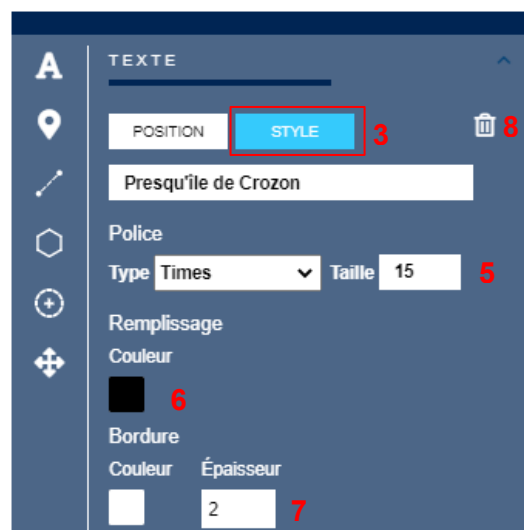 A
TEXTE
POSITION STYLE 3 8
Presqu'île de Crozon
Police
Type Times Taille 15 5
Remplissage
Couleur
6
Bordure
Couleur Épaisseur
2 7